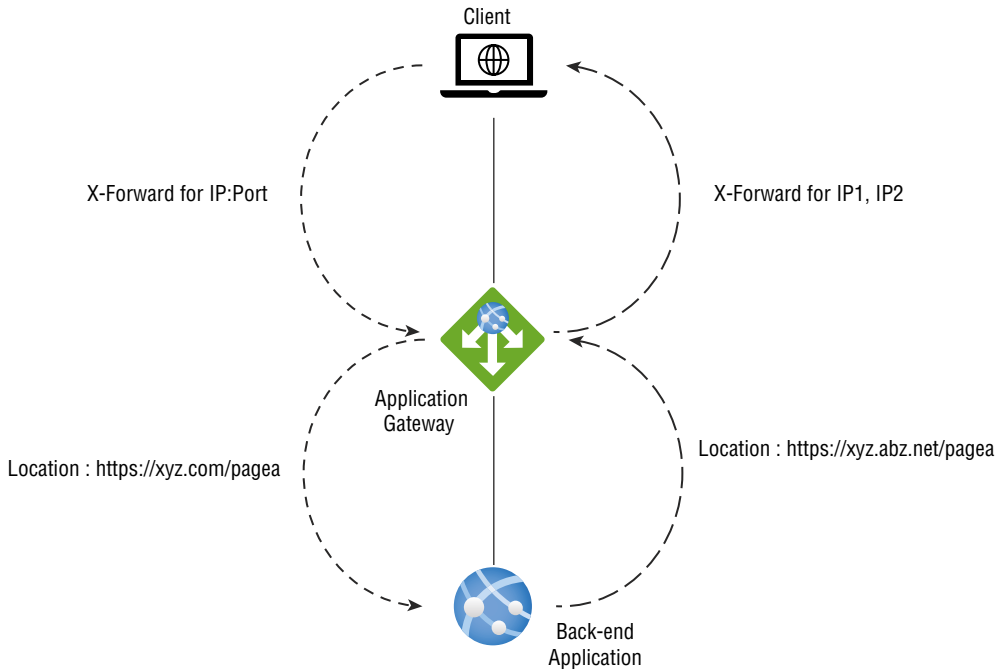 Client
X-Forward for IP:Port
X-Forward for IP1, IP2
Application
Gateway
Location : https://xyz.com/pagea
Location : https://xyz.abz.net/pagea
Back-end
Application